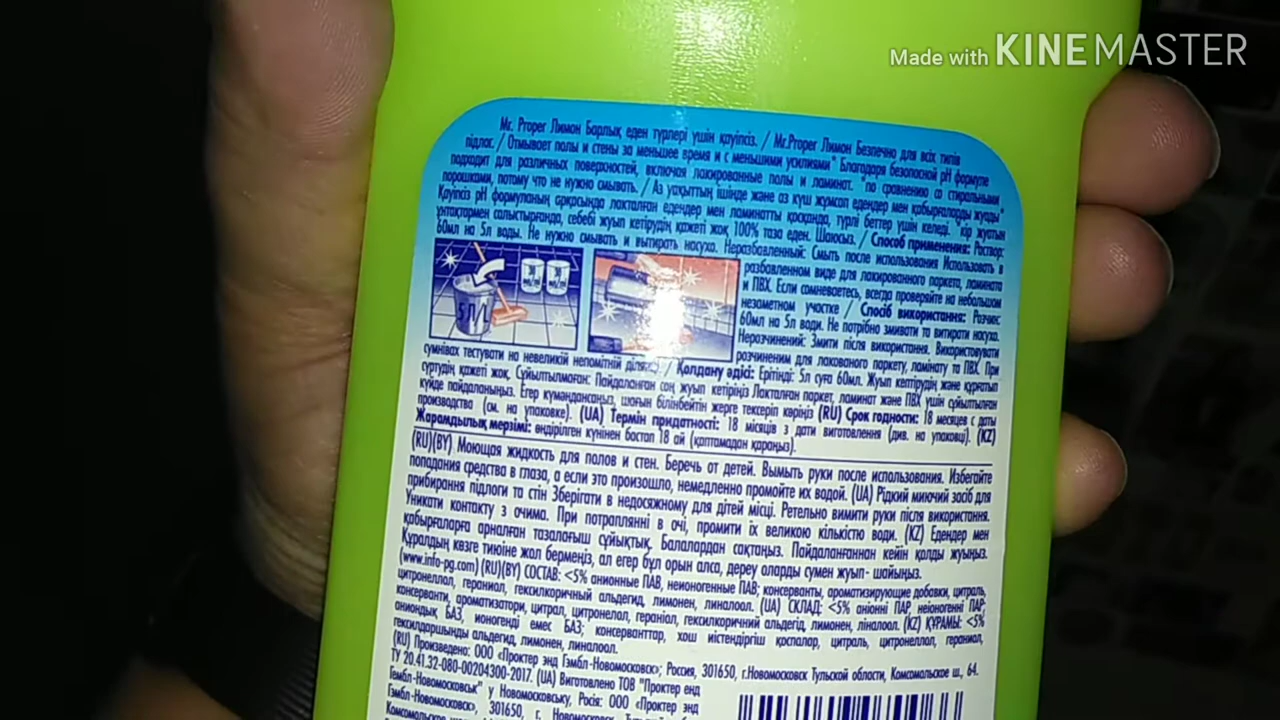 Made with KINEMASTER
Mr. Proper Лимон Барлық еден түрлері үшін қауіпсіз. / Mr.Proper Лимон Безпечно для всіх типів
підлог. / Отмывает полы и стены за меньшее время и с меньшими усилиями* Благодаря безопасной pH формуле
подходит для различных поверхностей, включая лакированные полы и ламинат. *по сравнению со стиральными
порошками, потому что не нужно смывать. / Аз уақыттың ішінде және аз күш жұмсап едендер мен қабырғаларды жуады*
Қауіпсіз pH формуланың арқасында лакталған едендер мен ламинатты қосқанда, түрлі беттер үшін келеді. *кір жуатын
ұнтақтармен салыстырғанда, себебі жуып кетірудің қажеті жоқ 100% таза еден. Шаюсыз. / Способ применения: Раствор:
60мл на 5л воды. Не нужно смывать и вытирать насухо. Неразбавленный: Смыть после использования Использовать в
разбавленном виде для лакированного паркета, ламината
и ПВХ. Если сомневаетесь, всегда проверяйте на небольшом
незаметном участке / Спосіб використання: Розчин:
60мл на 5л води. Не потрібно змивати та витирати насухо.
Нерозчинений: Змити після використання. Використовувати
розчиненим для лакованого паркету, ламінату та ПВХ. При
5Л/L
сумнівах тестувати на невеликій непомітній ділянці. / Қолдану әдісі: Ерітінді: 5л суға 60мл. Жуып кептірудің және құрғатып
сүртудің қажеті жоқ. Сұйылтылмаған: Пайдаланған соң жуып кетіріңіз Лакталған паркет, ламинат және ПВХ үшін сұйылтылған
күйде пайдаланыңыз. Егер күмәндансаңыз, шағын білінбейтін жерге тексеріп көріңіз (RU) Срок годности: 18 месяцев с даты
производства (см. на упаковке). (UA) Термін придатності: 18 місяців з дати виготовлення (див. на упаковці). (KZ)
Жарамдылық мерзімі: өндірілген күнінен бастап 18 ай (қаптамадан қараңыз).
(RU)(BY) Моющая жидкость для полов и стен. Беречь от детей. Вымыть руки после использования. Избегайте
попадания средства в глаза, а если это произошло, немедленно промойте их водой. (UA) Рідкий миючий засіб для
прибирання підлоги та стін Зберігати в недосяжному для дітей місці. Ретельно вимити руки після використання.
Уникати контакту з очима. При потраплянні в очі, промити їх великою кількістю води. (KZ) Едендер мен
қабырғаларға арналған тазалағыш сұйықтық. Балалардан сақтаңыз. Пайдаланғаннан кейін қолды жуыңыз.
Құралдың көзге тиюіне жол бермеңіз, ал егер бұл орын алса, дереу оларды сумен жуып- шайыңыз.
(www.info-pg.com) (RU)(BY) СОСТАВ: <5% анионные ПАВ, неионогенные ПАВ; консерванты, ароматизирующие добавки, цитраль,
цитронеллол, гераниол, гексилкоричный альдегид, лимонен, линалоол. (UA) СКЛАД: <5% аніонні ПАР, неіоногенні ПАР;
консерванти, ароматизатори, цитрал, цитронелал, гераніол, гексилкоричний альдегід, лімонен, ліналоол. (KZ) ҚҰРАМЫ: <5%
аниондық БАЗ, ионогенді емес БАЗ; консерванттар, хош иістендіргіш қоспалар, цитраль, цитронеллол, гераниол,
гексилдаршынды альдегид, лимонен, линалоол.
(RU) Произведено: ООО «Проктер энд Гэмбл-Новомосковск»; Россия, 301650, г.Новомосковск Тульской области, Комсомольское ш., 64.
ТУ 20.41.32-080-00204300-2017. (UA) Виготовлено ТОВ "Проктер енд
Гембл-Новомосковськ" у Новомосковську, Росія: ООО «Проктер энд
Гэмбл-Новомосковск», 301650, г. Новомосковск
Комсомольское